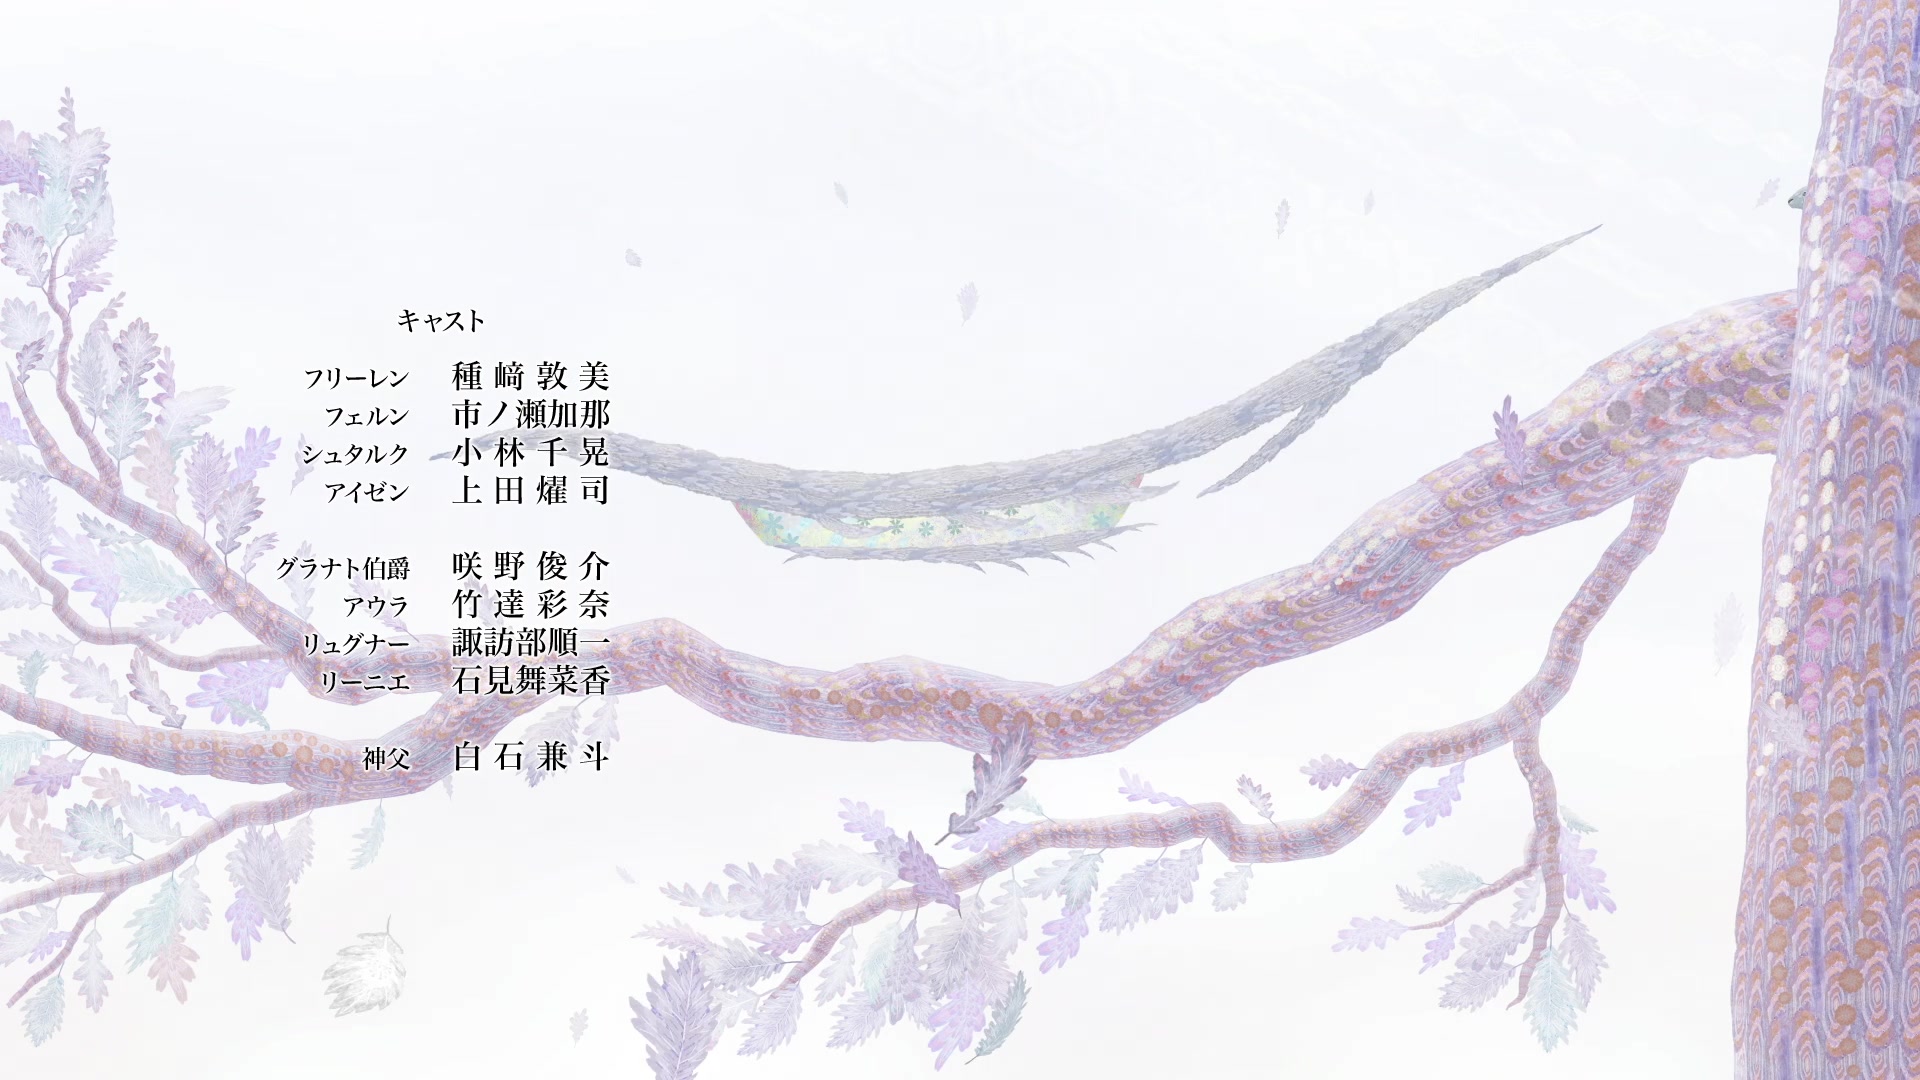 キャスト
フリーレン 種﨑敦美
フェルン 市ノ瀬加那
シュタルク 小林千晃
アイゼン 上田燿司
グラナト伯爵 咲野俊介
アウラ 竹達彩奈
リュグナー 諏訪部順一
リーニエ 石見舞菜香
神父 白石兼斗